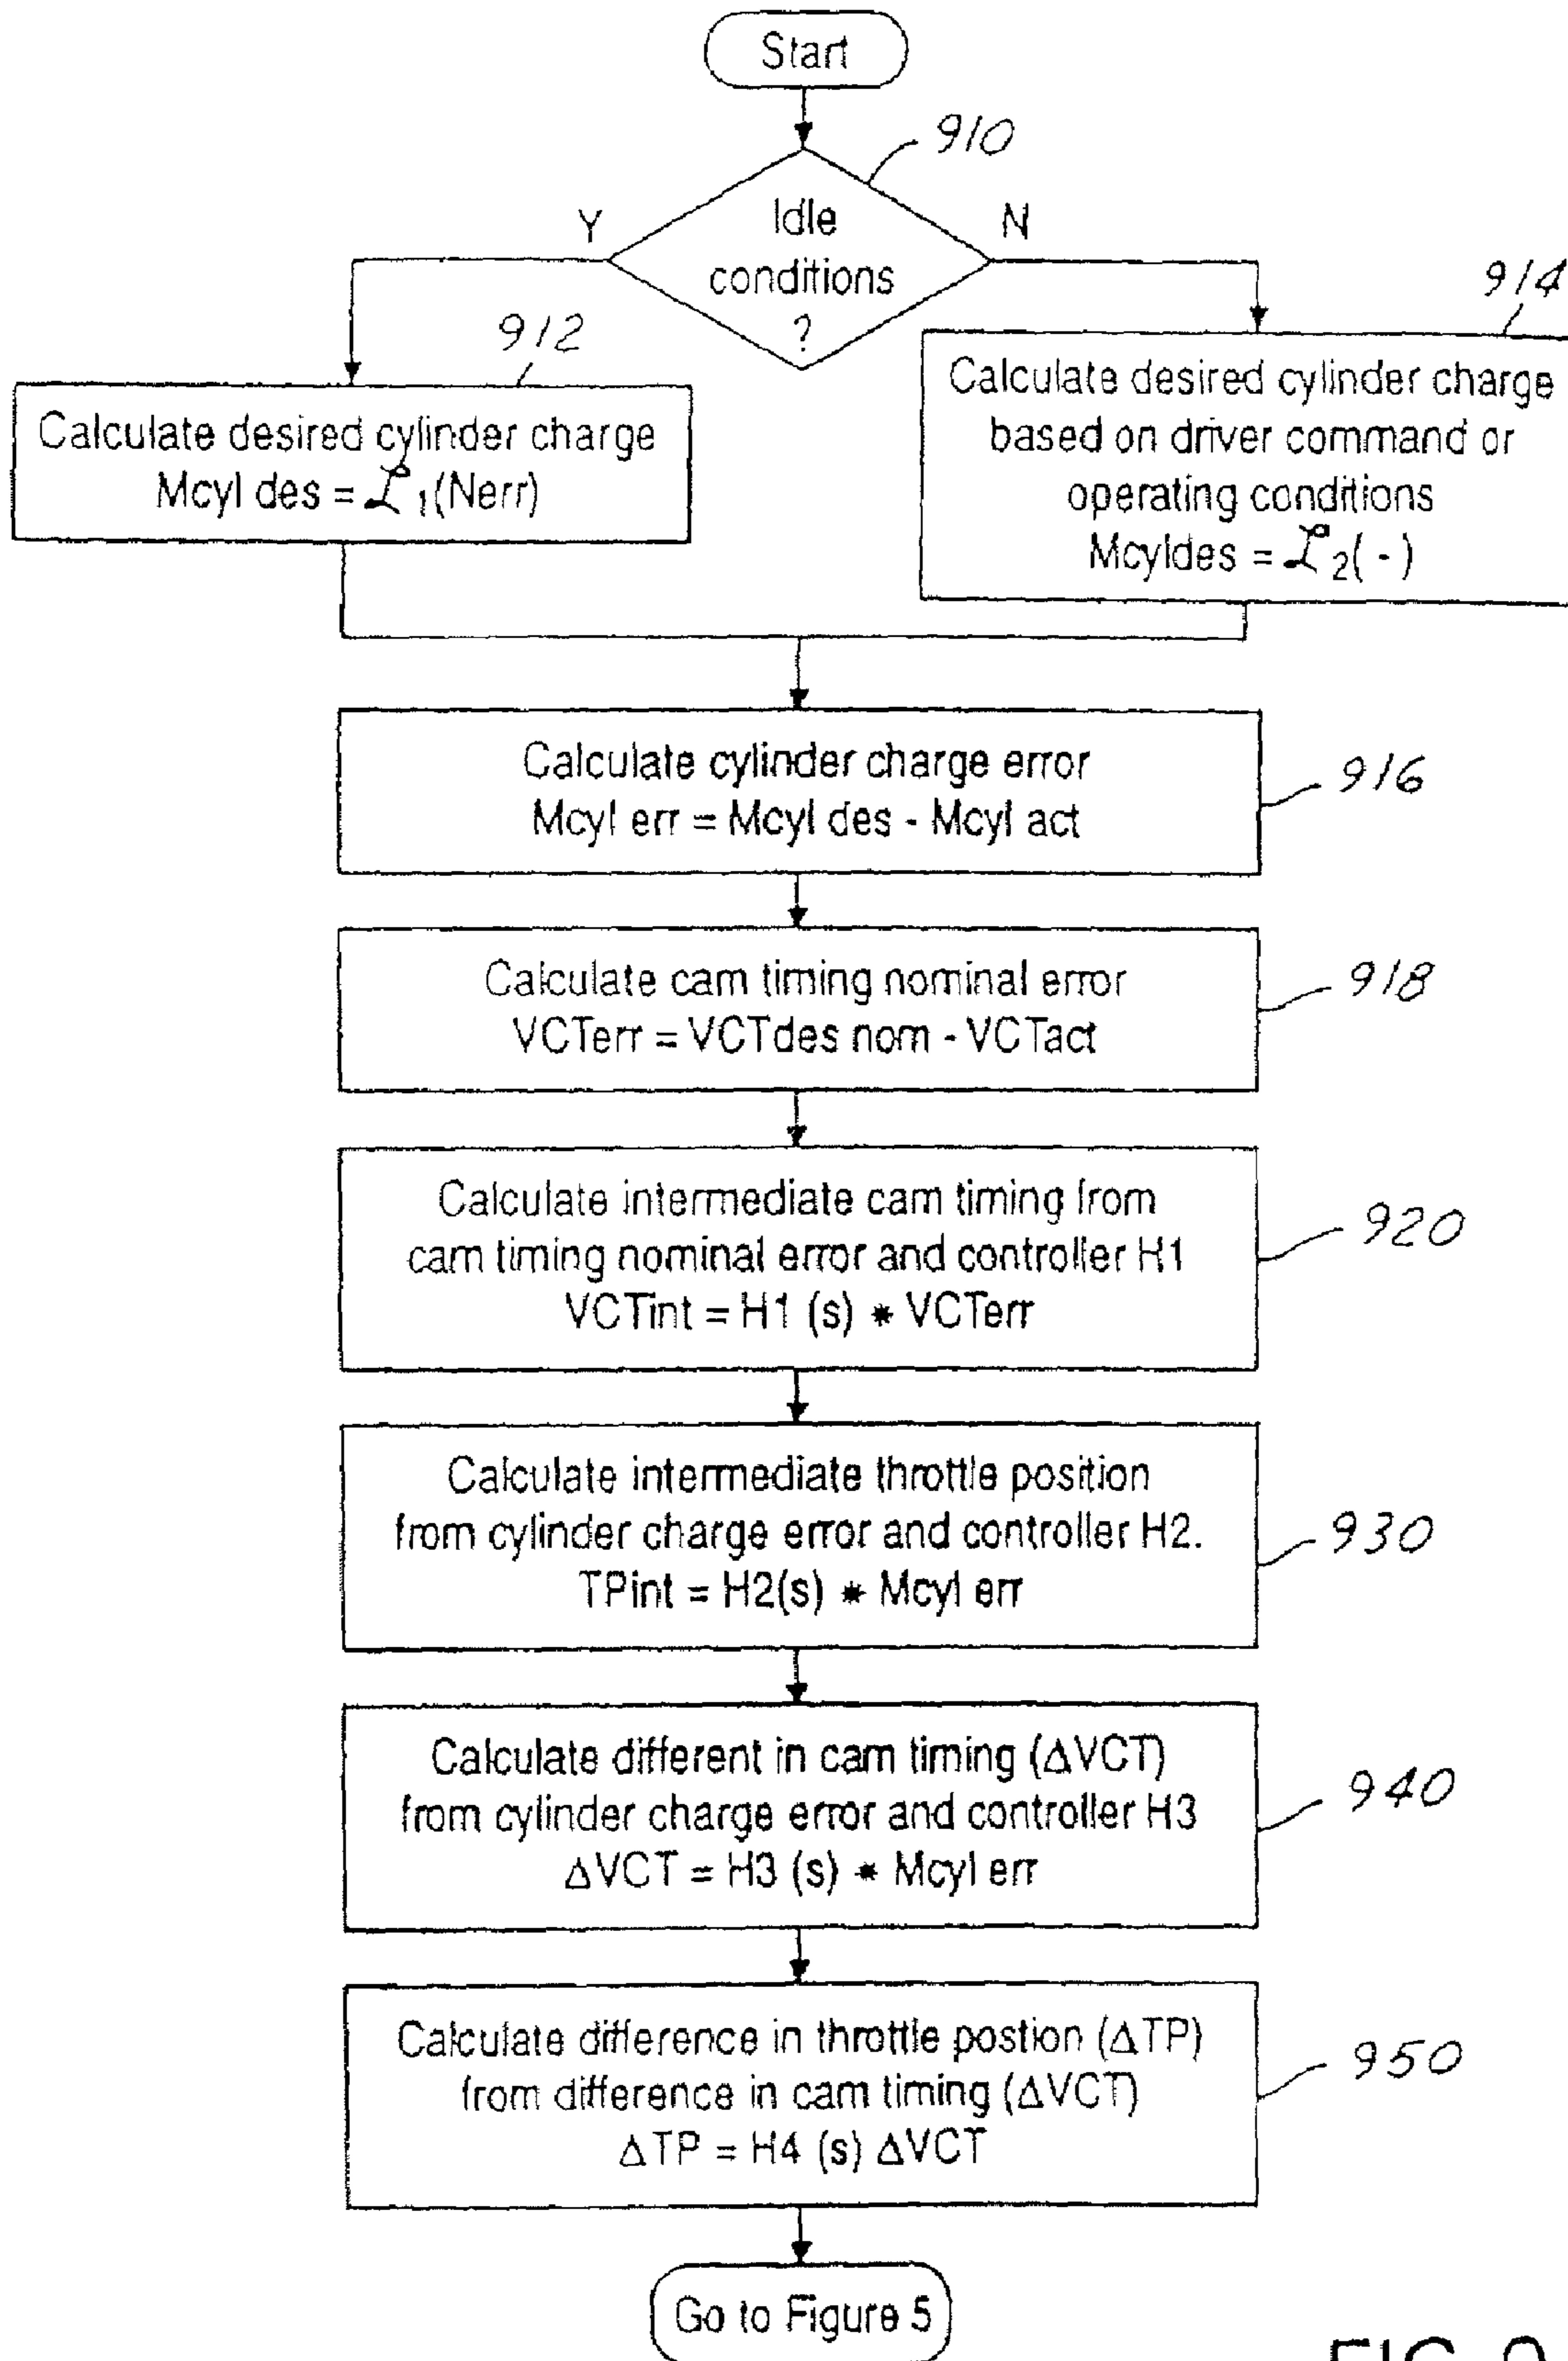 Start
910
Idle
conditions
?
Y
N
912
914
Calculate desired cylinder charge
Mcyl des = ℒ1(Nerr)
Calculate desired cylinder charge
based on driver command or
operating conditions
Mcyldes = ℒ2( - )
Calculate cylinder charge error
Mcyl err = Mcyl des - Mcyl act
916
Calculate cam timing nominal error
VCTerr = VCTdes nom - VCTact
918
Calculate intermediate cam timing from
cam timing nominal error and controller H1
VCTint = H1 (s) * VCTerr
920
Calculate intermediate throttle position
from cylinder charge error and controller H2.
TPint = H2(s) * Mcyl err
930
Calculate different in cam timing (ΔVCT)
from cylinder charge error and controller H3
ΔVCT = H3 (s) * Mcyl err
940
Calculate difference in throttle postion (ΔTP)
from difference in cam timing (ΔVCT)
ΔTP = H4 (s) ΔVCT
950
Go to Figure 5